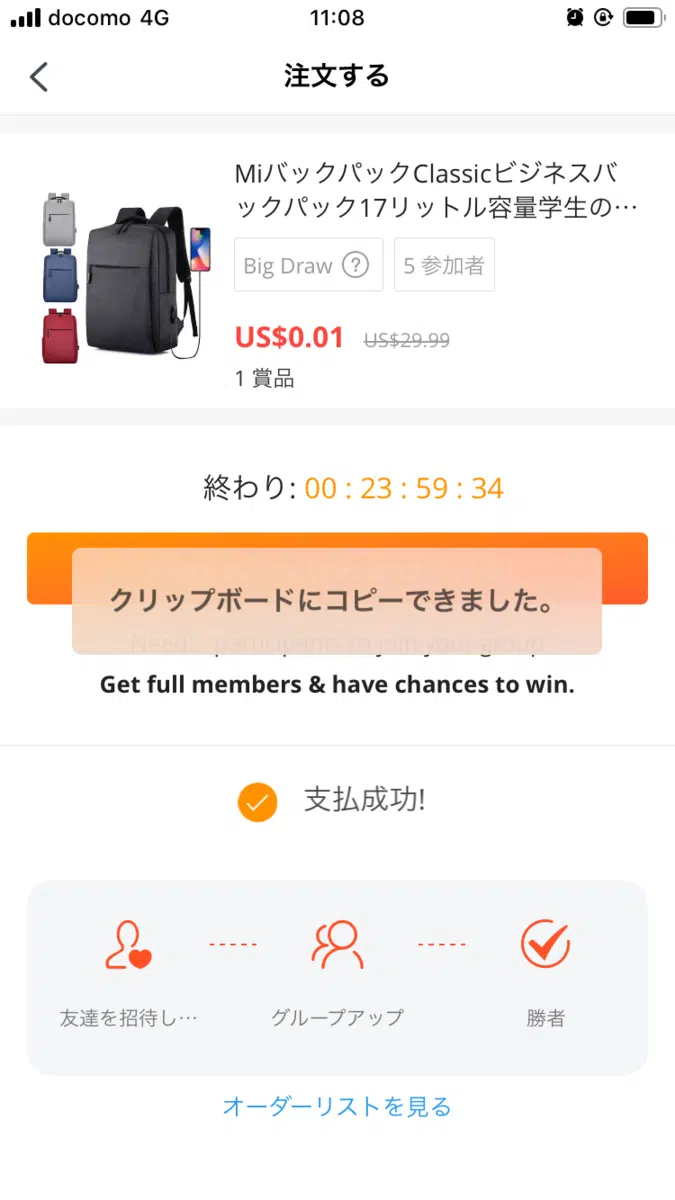 docomo 4G
11:08
注文する
MiバックパックClassicビジネスバ
ックパック17リットル容量学生の…
Big Draw ?
5 参加者
US$0.01
US$29.99
1 賞品
終わり: 00 : 23 : 59 : 34
クリップボードにコピーできました。
Need participants to join your group
Get full members & have chances to win.
支払成功!
友達を招待し…
グループアップ
勝者
オーダーリストを見る